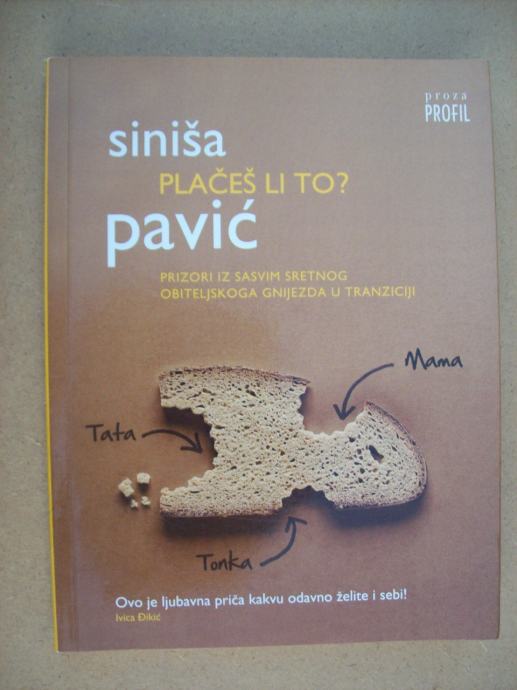 proza
PROFIL
siniša
PLAČEŠ LI TO?
pavić
PRIZORI IZ SASVIM SRETNOG
OBITELJSKOGA GNIJEZDA U TRANZICIJI
Mama
Tata
Tonka
Ovo je ljubavna priča kakvu odavno želite i sebi!
Ivica Đikić